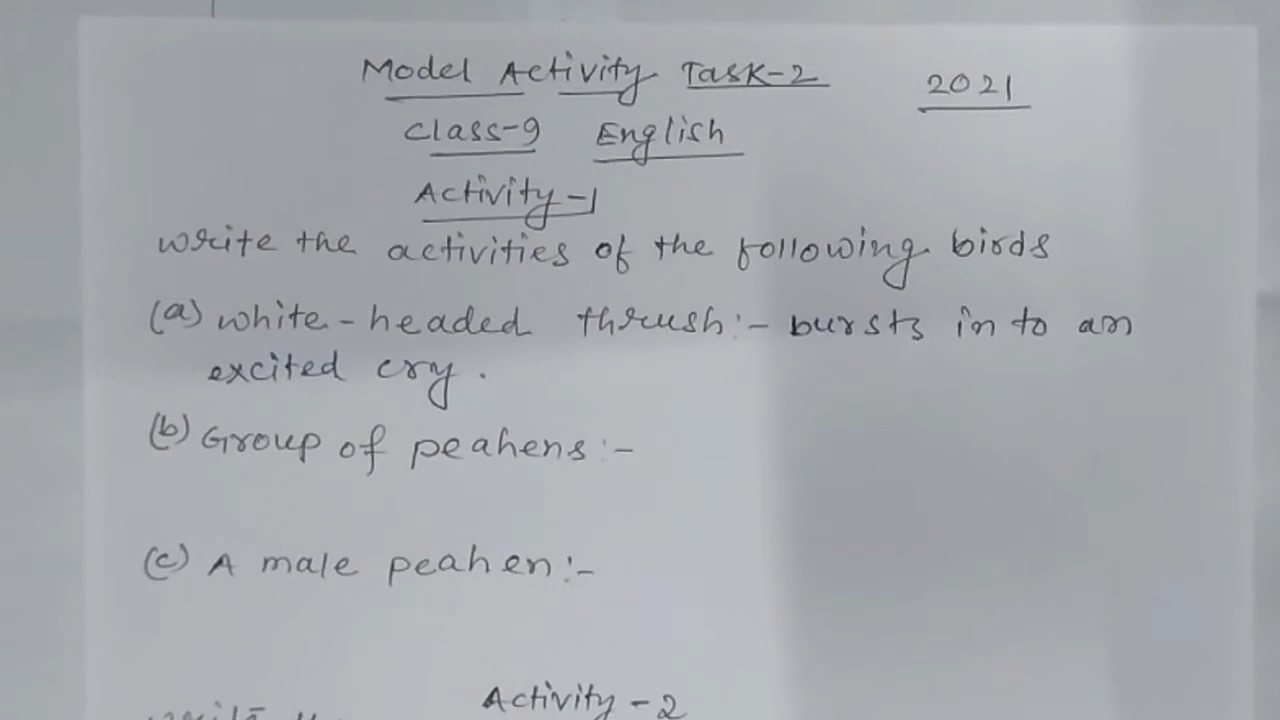 Model Activity Task-2 2021
Class-9 English
Activity-1
write the activities of the following birds
(a) white-headed thrush:- bursts in to an
excited cry.
(b) Group of peahens :-
(c) A male peahen:-
Activity-2